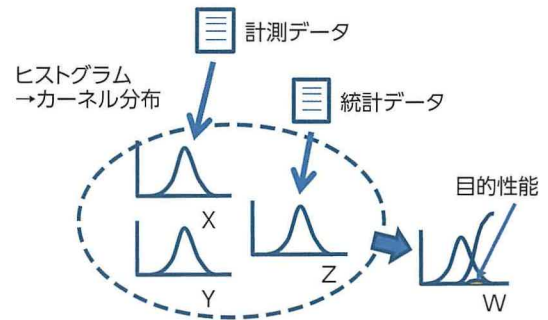 計測データ
ヒストグラム
→カーネル分布
統計データ
目的性能
X
Z
Y
W